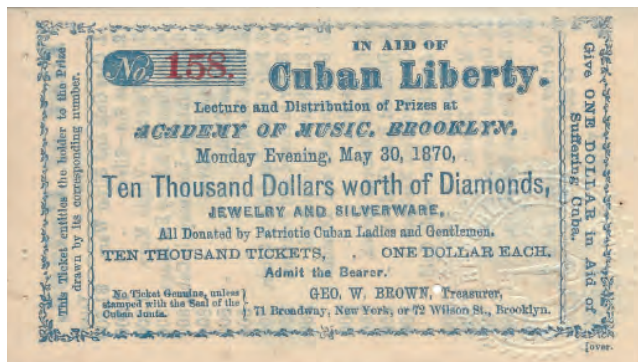 This Ticket entitles the holder to the Prize
drawn by its corresponding number.
No. 158.
IN AID OF
Cuban Liberty.
Lecture and Distribution of Prizes at
ACADEMY OF MUSIC, BROOKLYN,
Monday Evening, May 30, 1870,
Ten Thousand Dollars worth of Diamonds,
JEWELRY AND SILVERWARE,
All Donated by Patriotic Cuban Ladies and Gentlemen.
TEN THOUSAND TICKETS, . ONE DOLLAR EACH.
Admit the Bearer.
No Ticket Genuine, unless
stamped with the Seal of the
Cuban Junta.
GEO. W. BROWN, Treasurer,
71 Broadway, New York, or 72 Wilson St., Brooklyn.
Give ONE DOLLAR in Aid of
Suffering Cuba.
[over.